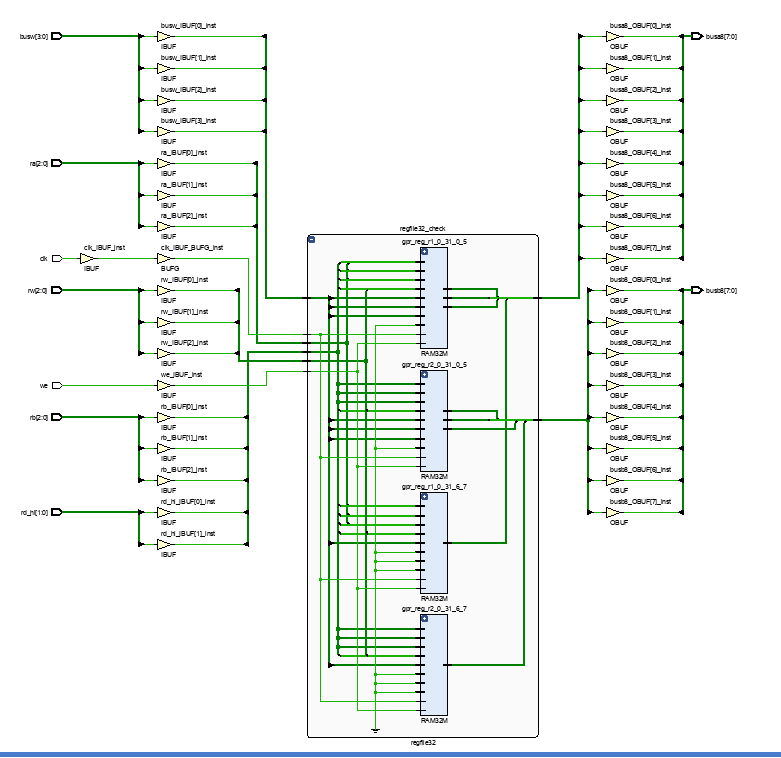 busw[3:0]
busw_IBUF[0]_inst
IBUF
busw_IBUF[1]_inst
IBUF
busw_IBUF[2]_inst
IBUF
busw_IBUF[3]_inst
IBUF
ra[2:0]
ra_IBUF[0]_inst
IBUF
ra_IBUF[1]_inst
IBUF
ra_IBUF[2]_inst
IBUF
clk
clk_IBUF_inst
IBUF
clk_IBUF_BUFG_inst
BUFG
rw[2:0]
rw_IBUF[0]_inst
IBUF
rw_IBUF[1]_inst
IBUF
rw_IBUF[2]_inst
IBUF
we
we_IBUF_inst
IBUF
rb[2:0]
rb_IBUF[0]_inst
IBUF
rb_IBUF[1]_inst
IBUF
rb_IBUF[2]_inst
IBUF
rd_hl[1:0]
rd_hl_IBUF[0]_inst
IBUF
rd_hl_IBUF[1]_inst
IBUF
regfile32_check
gpr_reg_r1_0_31_0_5
RAM32M
gpr_reg_r2_0_31_0_5
RAM32M
gpr_reg_r1_0_31_6_7
RAM32M
gpr_reg_r2_0_31_6_7
RAM32M
regfile32
busa8_OBUF[0]_inst
OBUF
busa8_OBUF[1]_inst
OBUF
busa8_OBUF[2]_inst
OBUF
busa8_OBUF[3]_inst
OBUF
busa8_OBUF[4]_inst
OBUF
busa8_OBUF[5]_inst
OBUF
busa8_OBUF[6]_inst
OBUF
busa8_OBUF[7]_inst
OBUF
busa8[7:0]
busb8_OBUF[0]_inst
OBUF
busb8_OBUF[1]_inst
OBUF
busb8_OBUF[2]_inst
OBUF
busb8_OBUF[3]_inst
OBUF
busb8_OBUF[4]_inst
OBUF
busb8_OBUF[5]_inst
OBUF
busb8_OBUF[6]_inst
OBUF
busb8_OBUF[7]_inst
OBUF
busb8[7:0]